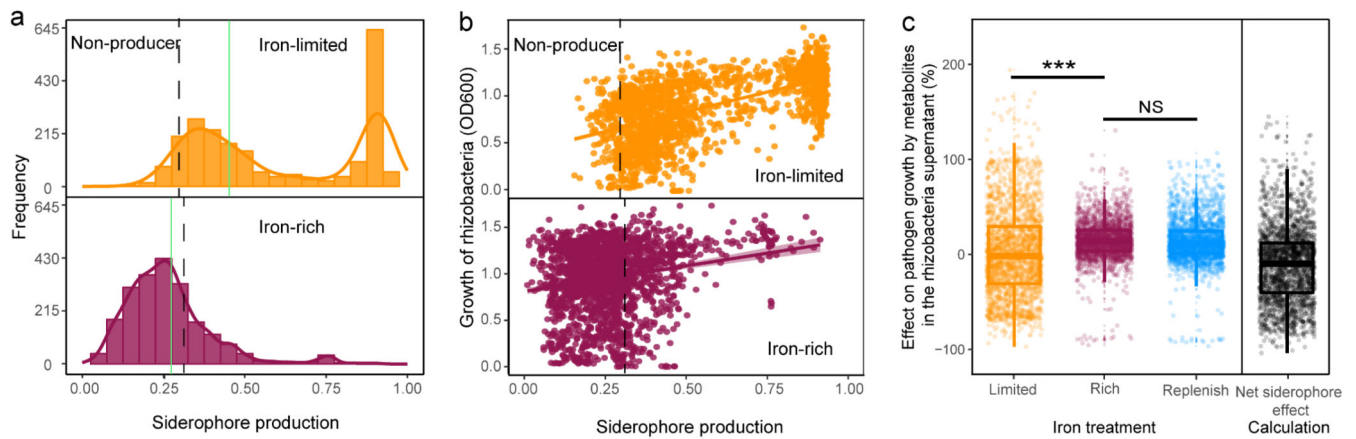 a
Frequency
645
430
215
0
Non-producer
Iron-limited
645
430
215
0
Iron-rich
0.00
0.25
0.50
0.75
1.00
Siderophore production
b
Growth of rhizobacteria (OD600)
1.5
1.0
0.5
0.0
Non-producer
Iron-limited
1.5
1.0
1.5
0.0
Iron-rich
0.00
0.25
0.50
0.75
1.00
Siderophore production
c
Effect on pathogen growth by metabolites
in the rhizobacteria supernatant (%)
200
100
0
−100
***
NS
Limited
Rich
Replenish
Net siderophore
effect
Iron treatment
Calculation